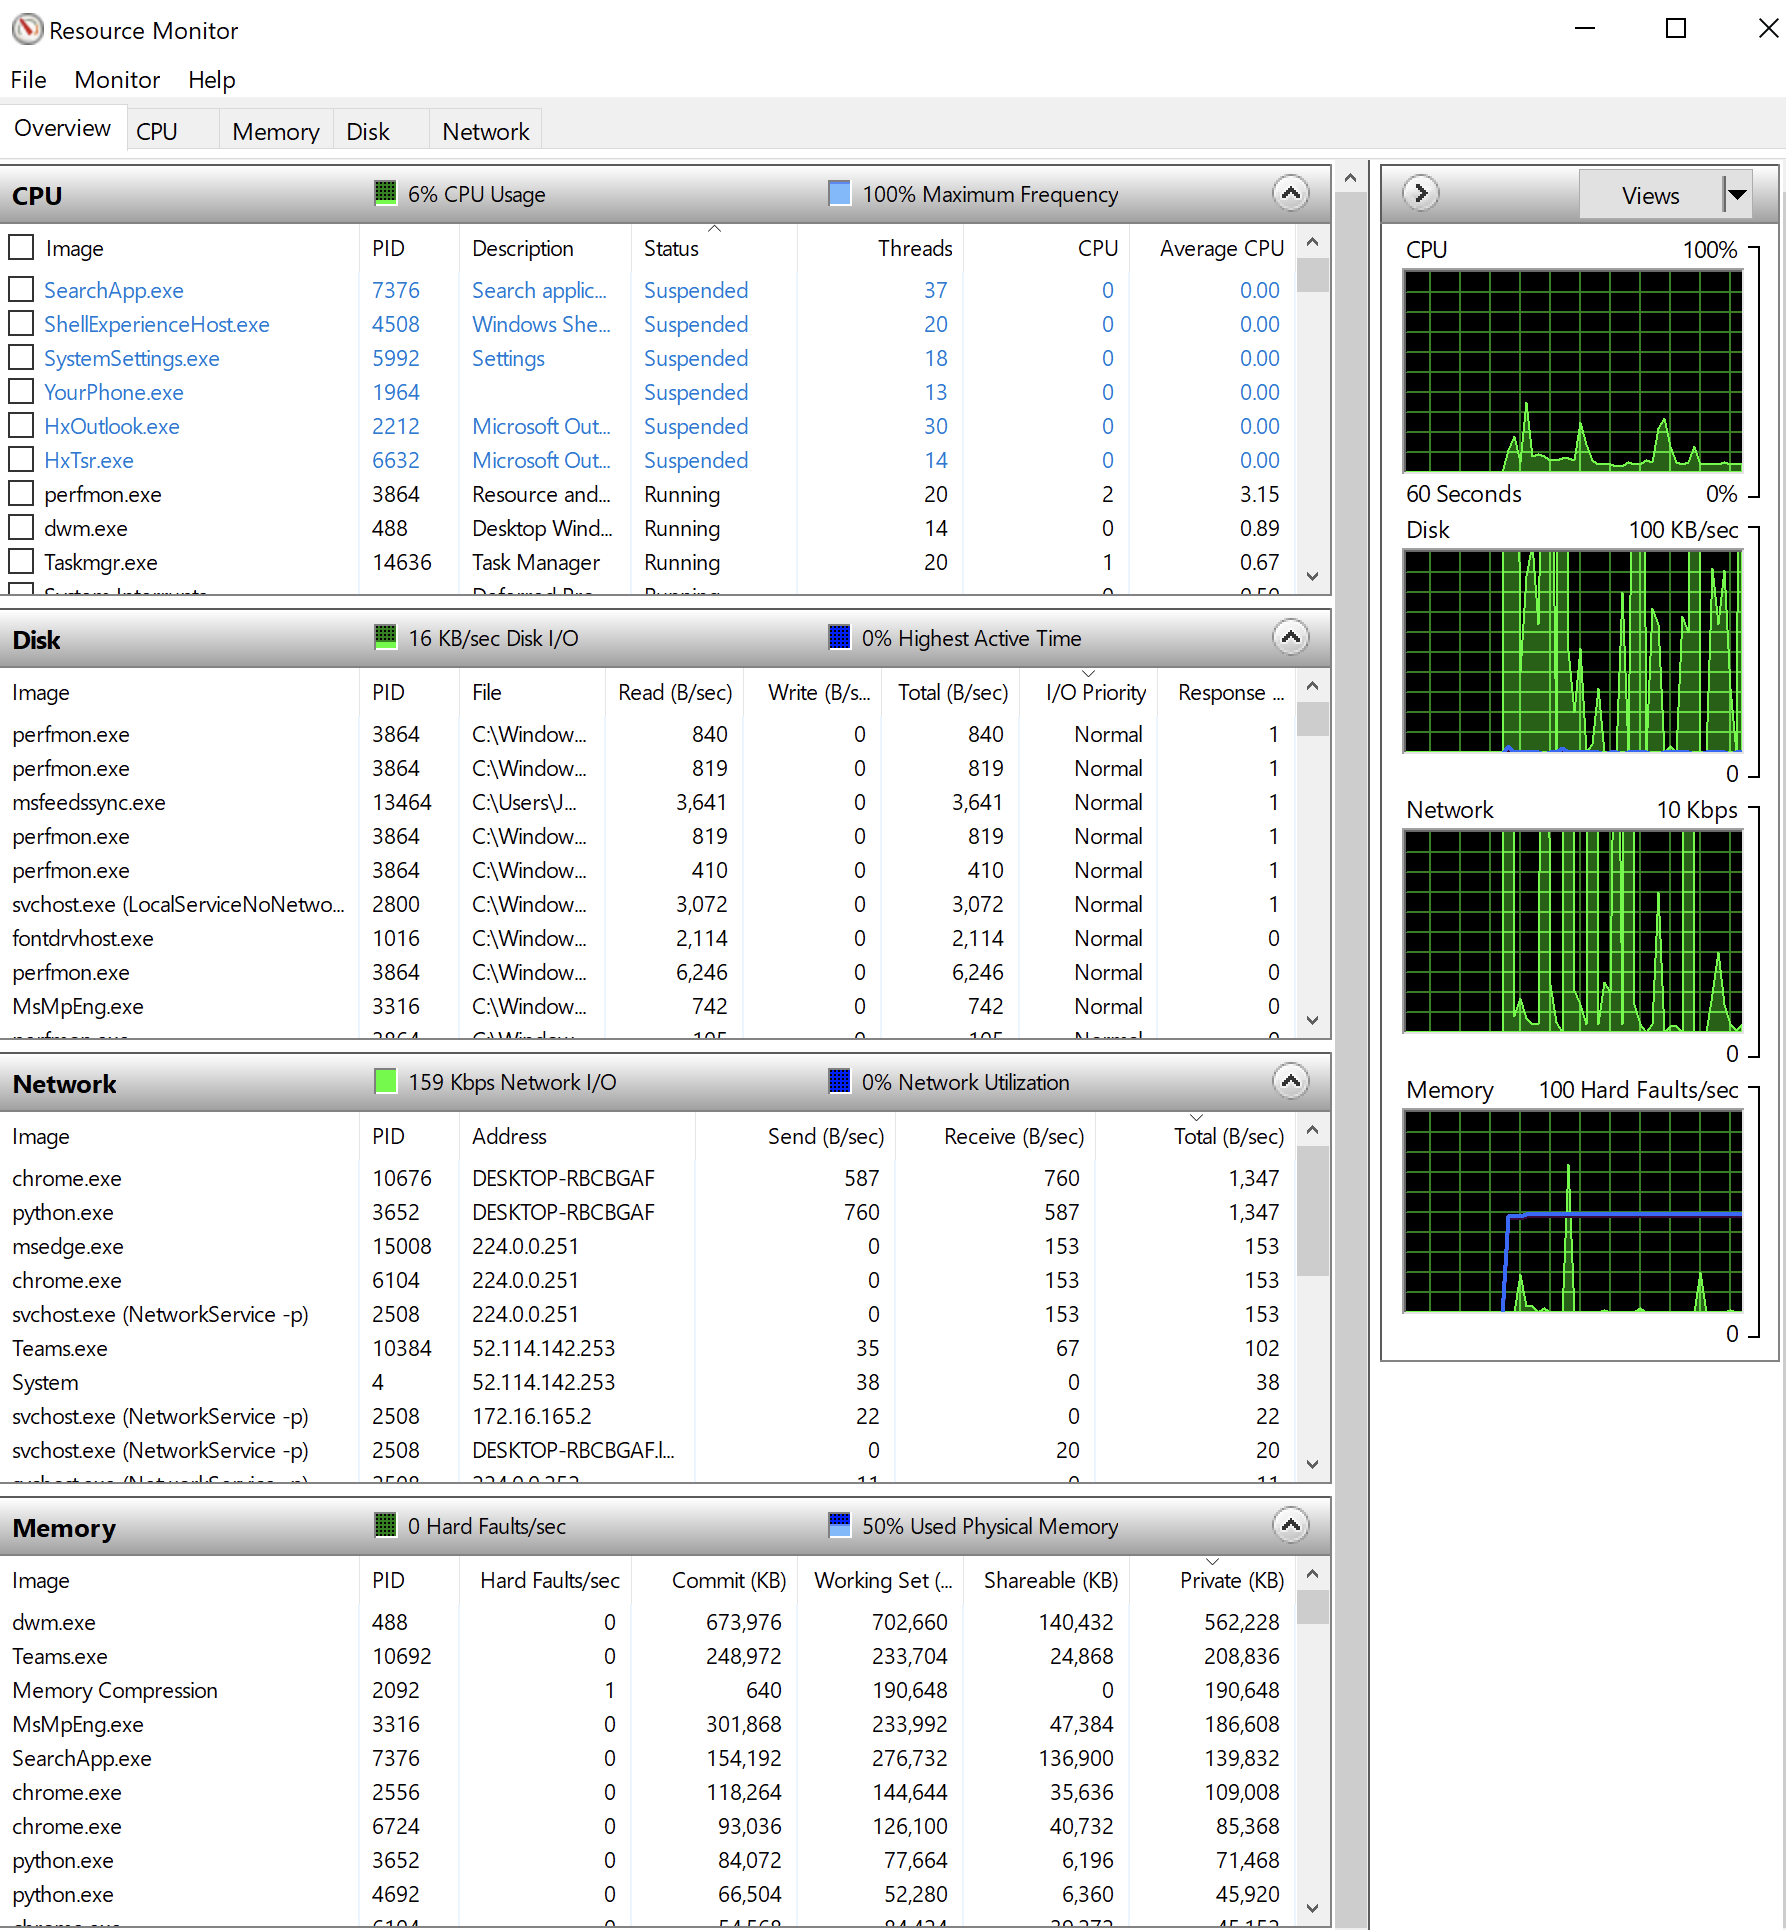 Resource Monitor
File Monitor Help
Overview CPU Memory Disk Network
CPU 6% CPU Usage 100% Maximum Frequency
Image PID Description Status Threads CPU Average CPU
SearchApp.exe 7376 Search applic... Suspended 37 0 0.00
ShellExperienceHost.exe 4508 Windows She... Suspended 20 0 0.00
SystemSettings.exe 5992 Settings Suspended 18 0 0.00
YourPhone.exe 1964 Suspended 13 0 0.00
HxOutlook.exe 2212 Microsoft Out... Suspended 30 0 0.00
HxTsr.exe 6632 Microsoft Out... Suspended 14 0 0.00
perfmon.exe 3864 Resource and... Running 20 2 3.15
dwm.exe 488 Desktop Wind... Running 14 0 0.89
Taskmgr.exe 14636 Task Manager Running 20 1 0.67
Disk 16 KB/sec Disk I/O 0% Highest Active Time
Image PID File Read (B/sec) Write (B/s... Total (B/sec) I/O Priority Response ...
perfmon.exe 3864 C:\Window... 840 0 840 Normal 1
perfmon.exe 3864 C:\Window... 819 0 819 Normal 1
msfeedssync.exe 13464 C:\Users\J... 3,641 0 3,641 Normal 1
perfmon.exe 3864 C:\Window... 819 0 819 Normal 1
perfmon.exe 3864 C:\Window... 410 0 410 Normal 1
svchost.exe (LocalServiceNoNetwo... 2800 C:\Window... 3,072 0 3,072 Normal 1
fontdrvhost.exe 1016 C:\Window... 2,114 0 2,114 Normal 0
perfmon.exe 3864 C:\Window... 6,246 0 6,246 Normal 0
MsMpEng.exe 3316 C:\Window... 742 0 742 Normal 0
Network 159 Kbps Network I/O 0% Network Utilization
Image PID Address Send (B/sec) Receive (B/sec) Total (B/sec)
chrome.exe 10676 DESKTOP-RBCBGAF 587 760 1,347
python.exe 3652 DESKTOP-RBCBGAF 760 587 1,347
msedge.exe 15008 224.0.0.251 0 153 153
chrome.exe 6104 224.0.0.251 0 153 153
svchost.exe (NetworkService -p) 2508 224.0.0.251 0 153 153
Teams.exe 10384 52.114.142.253 35 67 102
System 4 52.114.142.253 38 0 38
svchost.exe (NetworkService -p) 2508 172.16.165.2 22 0 22
svchost.exe (NetworkService -p) 2508 DESKTOP-RBCBGAF.l... 0 20 20
Memory 0 Hard Faults/sec 50% Used Physical Memory
Image PID Hard Faults/sec Commit (KB) Working Set (... Shareable (KB) Private (KB)
dwm.exe 488 0 673,976 702,660 140,432 562,228
Teams.exe 10692 0 248,972 233,704 24,868 208,836
Memory Compression 2092 1 640 190,648 0 190,648
MsMpEng.exe 3316 0 301,868 233,992 47,384 186,608
SearchApp.exe 7376 0 154,192 276,732 136,900 139,832
chrome.exe 2556 0 118,264 144,644 35,636 109,008
chrome.exe 6724 0 93,036 126,100 40,732 85,368
python.exe 3652 0 84,072 77,664 6,196 71,468
python.exe 4692 0 66,504 52,280 6,360 45,920
Views
CPU 100%
60 Seconds 0%
Disk 100 KB/sec
0
Network 10 Kbps
0
Memory 100 Hard Faults/sec
0